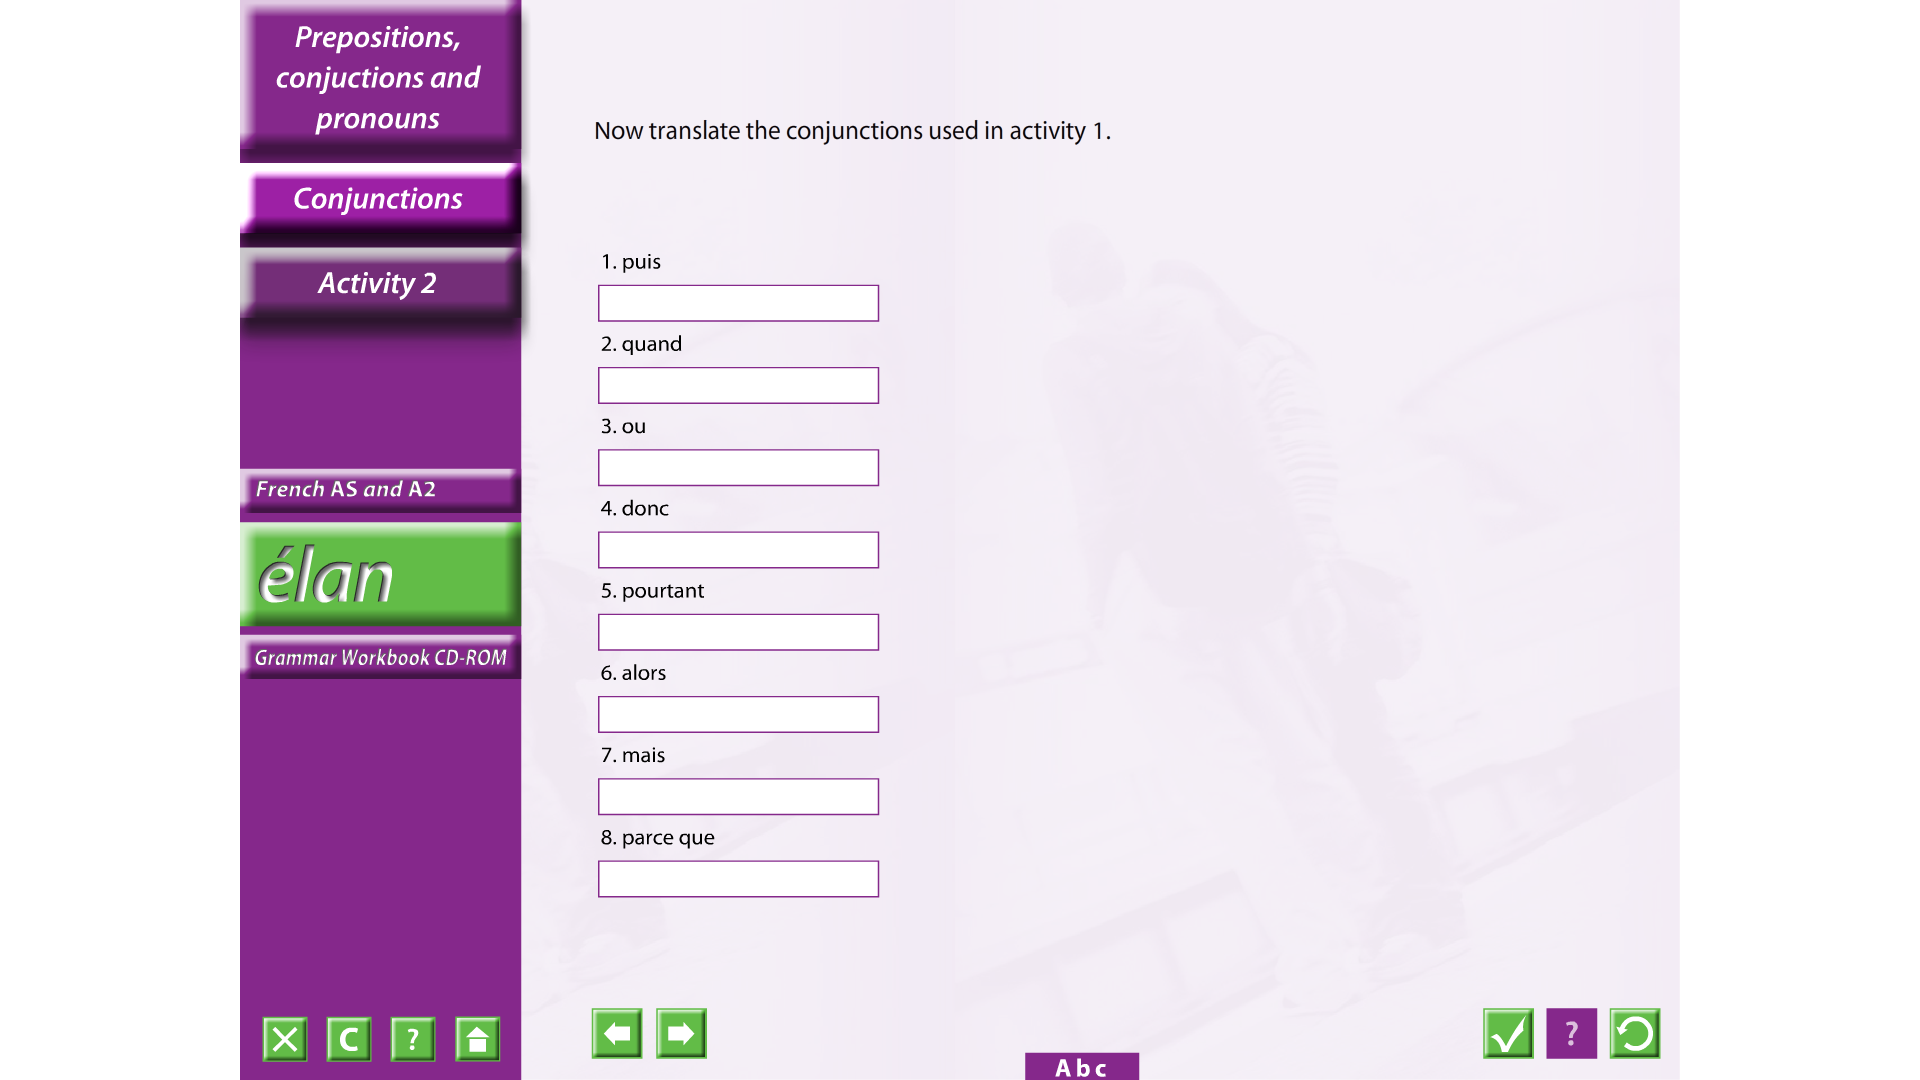 Prepositions,
conjuctions and
pronouns
Conjunctions
Activity 2
French AS and A2
élan
Grammar Workbook CD-ROM
C
?
Now translate the conjunctions used in activity 1.
1. puis
2. quand
3. ou
4. donc
5. pourtant
6. alors
7. mais
8. parce que
?
Abc